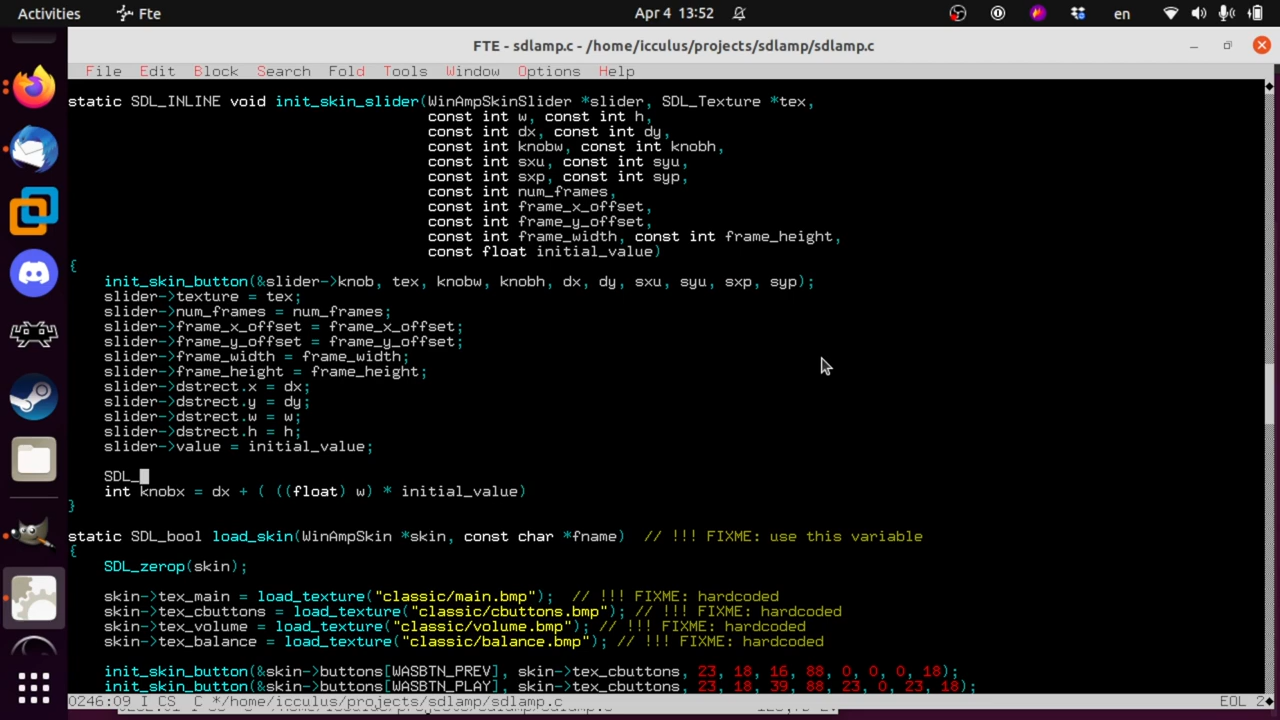 Activities
Fte
Apr 4 13:52
en
FTE - sdlamp.c - /home/icculus/projects/sdlamp/sdlamp.c
File Edit Block Search Fold Tools Window Options Help
static SDL_INLINE void init_skin_slider(WinAmpSkinSlider *slider, SDL_Texture *tex,
const int w, const int h,
const int dx, const int dy,
const int knobw, const int knobh,
const int sxu, const int syu,
const int sxp, const int syp,
const int num_frames,
const int frame_x_offset,
const int frame_y_offset,
const int frame_width, const int frame_height,
const float initial_value)
{
init_skin_button(&slider->knob, tex, knobw, knobh, dx, dy, sxu, syu, sxp, syp);
slider->texture = tex;
slider->num_frames = num_frames;
slider->frame_x_offset = frame_x_offset;
slider->frame_y_offset = frame_y_offset;
slider->frame_width = frame_width;
slider->frame_height = frame_height;
slider->dstrect.x = dx;
slider->dstrect.y = dy;
slider->dstrect.w = w;
slider->dstrect.h = h;
slider->value = initial_value;
SDL_
int knobx = dx + ( ((float) w) * initial_value)
}
static SDL_bool load_skin(WinAmpSkin *skin, const char *fname)  // !!! FIXME: use this variable
{
SDL_zerop(skin);
skin->tex_main = load_texture("classic/main.bmp");  // !!! FIXME: hardcoded
skin->tex_cbuttons = load_texture("classic/cbuttons.bmp"); // !!! FIXME: hardcoded
skin->tex_volume = load_texture("classic/volume.bmp"); // !!! FIXME: hardcoded
skin->tex_balance = load_texture("classic/balance.bmp"); // !!! FIXME: hardcoded
init_skin_button(&skin->buttons[WASBTN_PREV], skin->tex_cbuttons, 23, 18, 16, 88, 0, 0, 0, 18);
init_skin_button(&skin->buttons[WASBTN_PLAY], skin->tex_cbuttons, 23, 18, 39, 88, 23, 0, 23, 18);
0246:09 I CS  C */home/icculus/projects/sdlamp/sdlamp.c
EOL 2